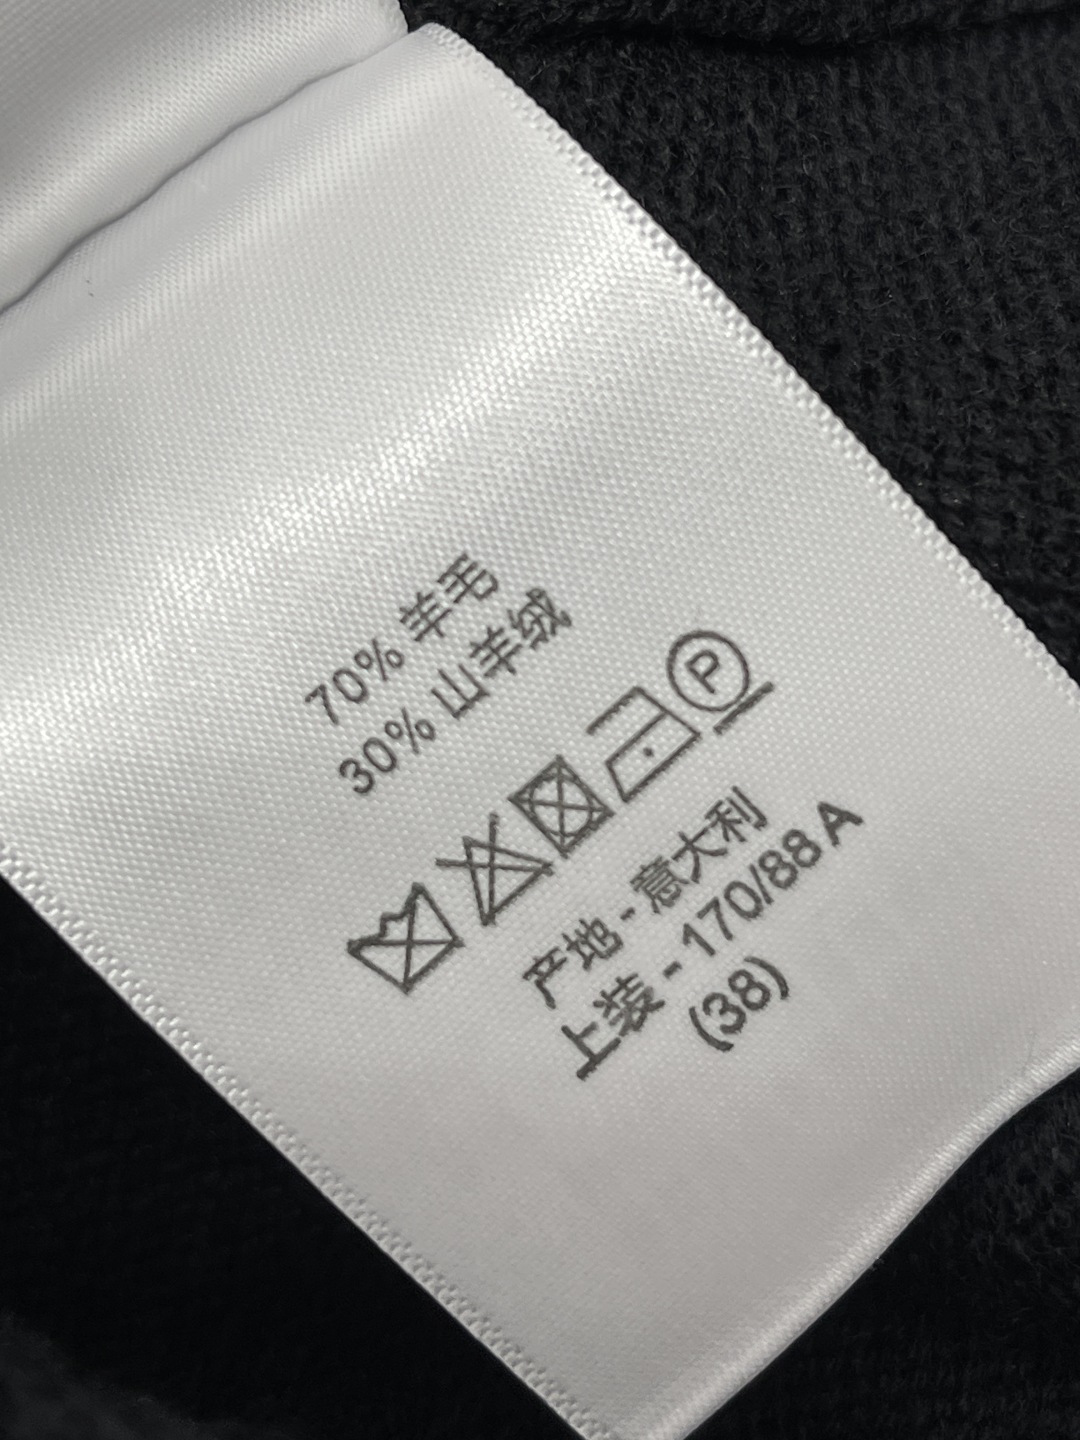 70% 羊毛
30% 山羊绒
P
产地 - 意大利
上装 - 170/88 A
(38)